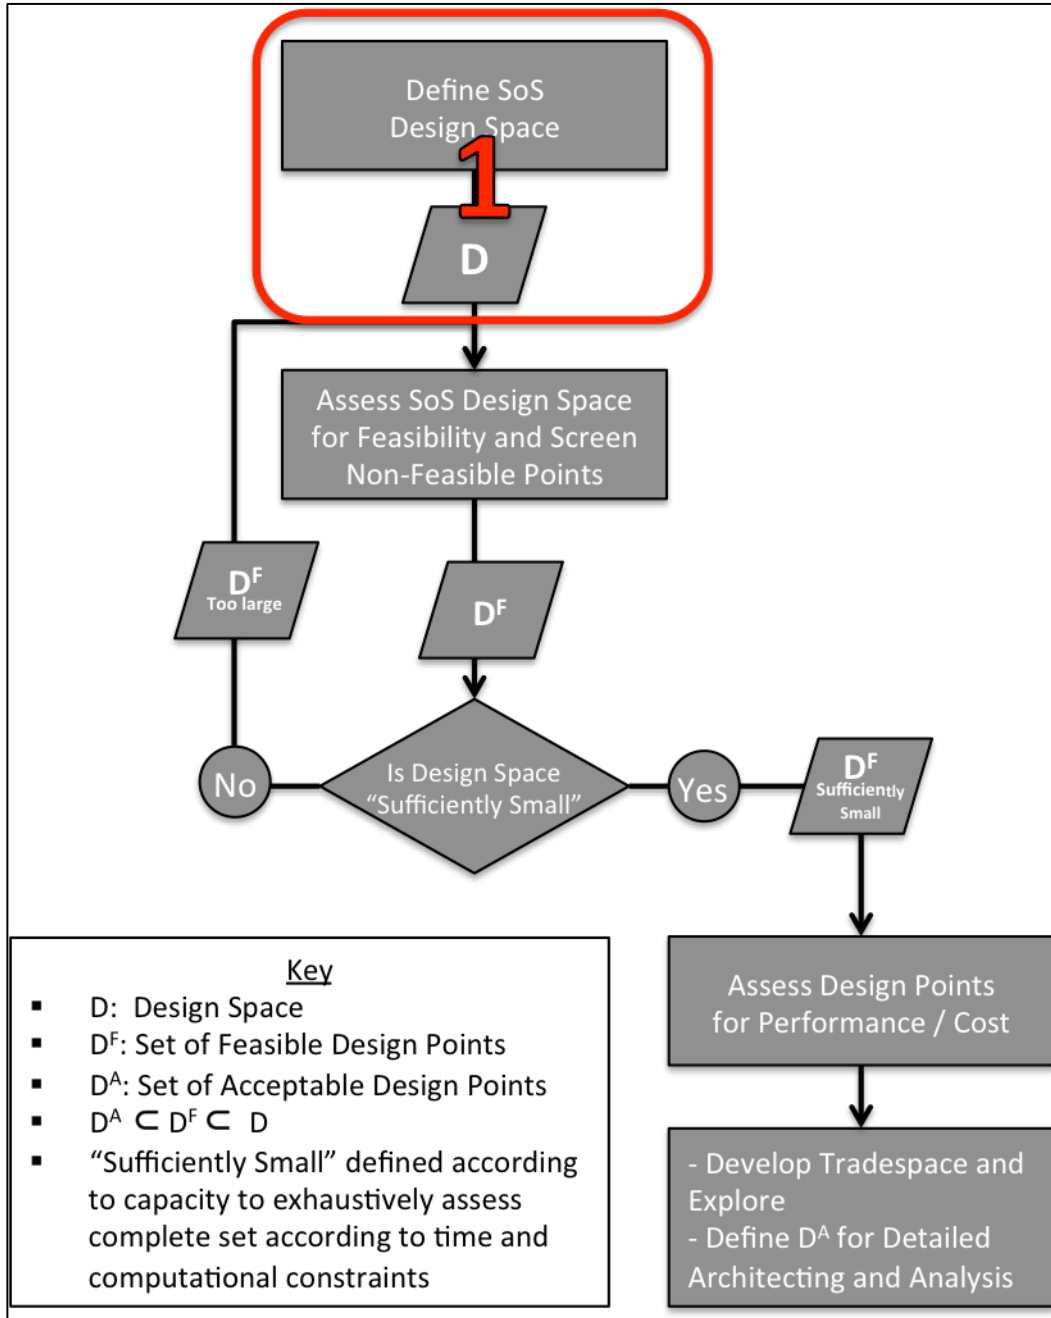 Define SoS
Design Space
1
D
Assess SoS Design Space
for Feasibility and Screen
Non-Feasible Points
Dᶠ
Too large
Dᶠ
No
Is Design Space
“Sufficiently Small”
Yes
Dᶠ
Sufficiently
Small
Assess Design Points
for Performance / Cost
- Develop Tradespace and
Explore
- Define Dᴬ for Detailed
Architecting and Analysis
Key
▪ D: Design Space
▪ Dᶠ: Set of Feasible Design Points
▪ Dᴬ: Set of Acceptable Design Points
▪ Dᴬ ⊂ Dᶠ ⊂ D
▪ “Sufficiently Small” defined according
to capacity to exhaustively assess
complete set according to time and
computational constraints